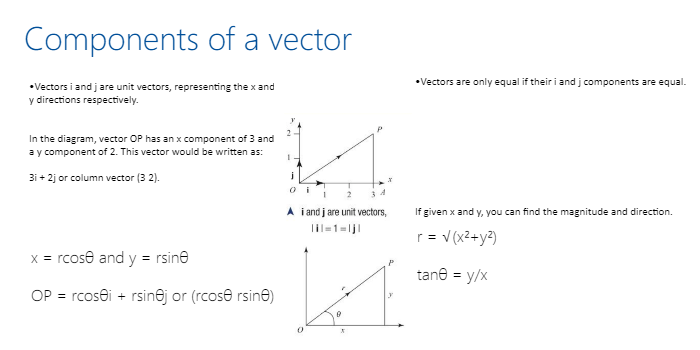 Components of a vector
•Vectors i and j are unit vectors, representing the x and
y directions respectively.
In the diagram, vector OP has an x component of 3 and
a y component of 2. This vector would be written as:
3i + 2j or column vector (3 2).
x = rcosθ and y = rsinθ
OP = rcosθi + rsinθj or (rcosθ rsinθ)
y
2
P
1
j
x
O i 1 2 3 A
▲ i and j are unit vectors,
|i|=1=|j|
P
r
y
θ
O x
•Vectors are only equal if their i and j components are equal.
If given x and y, you can find the magnitude and direction.
r = √(x²+y²)
tanθ = y/x